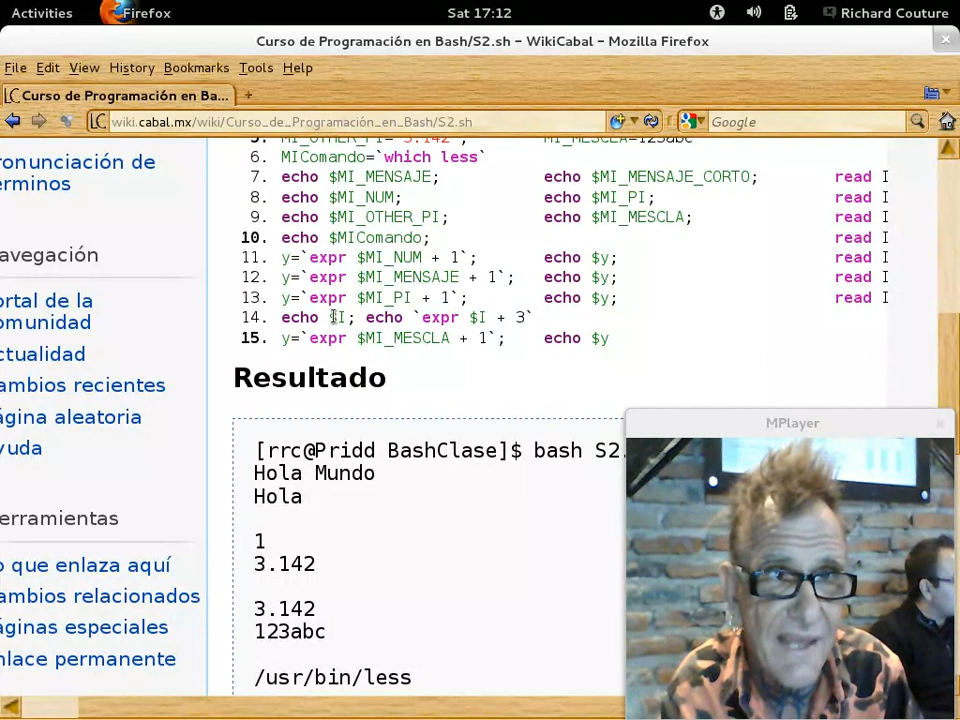 Activities Firefox Sat 17:12 Richard Couture
Curso de Programación en Bash/S2.sh - WikiCabal - Mozilla Firefox
File Edit View History Bookmarks Tools Help
Curso de Programación en Ba...
wiki.cabal.mx/wiki/Curso_de_Programación_en_Bash/S2.sh Google
ronunciación de
érminos
avegación
ortal de la
omunidad
ctualidad
ambios recientes
ágina aleatoria
yuda
erramientas
o que enlaza aquí
ambios relacionados
áginas especiales
nlace permanente
5. MI_OTHER_PI="3.142"; MI_MESCLA=123abc
6. MIComando=`which less`
7. echo $MI_MENSAJE; echo $MI_MENSAJE_CORTO; read I
8. echo $MI_NUM; echo $MI_PI; read I
9. echo $MI_OTHER_PI; echo $MI_MESCLA; read I
10. echo $MIComando; read I
11. y=`expr $MI_NUM + 1`; echo $y; read I
12. y=`expr $MI_MENSAJE + 1`; echo $y; read I
13. y=`expr $MI_PI + 1`; echo $y; read I
14. echo $I; echo `expr $I + 3`
15. y=`expr $MI_MESCLA + 1`; echo $y
Resultado
[rrc@Pridd BashClase]$ bash S2.
Hola Mundo
Hola
1
3.142
3.142
123abc
/usr/bin/less
MPlayer